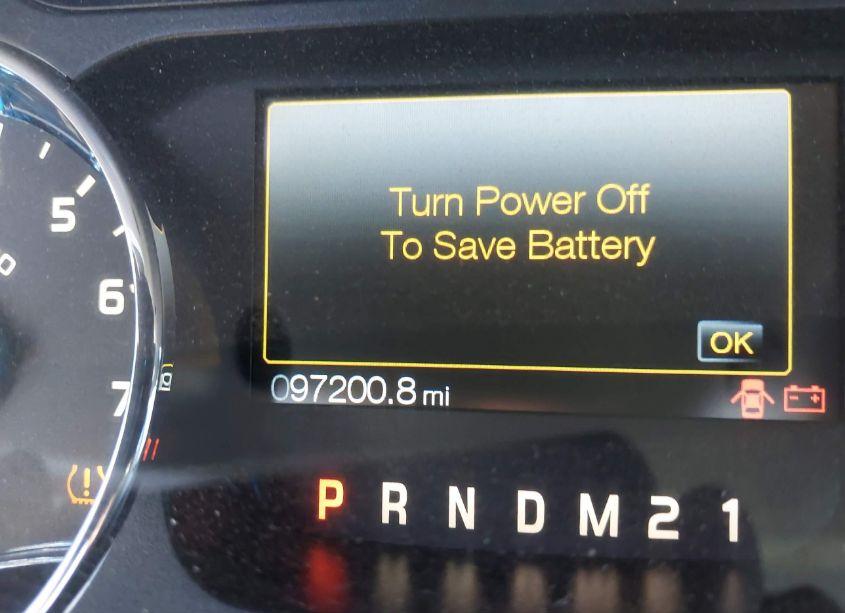 Turn Power Off
To Save Battery
OK
097200.8 mi
5
6
7
P R N D M 2 1